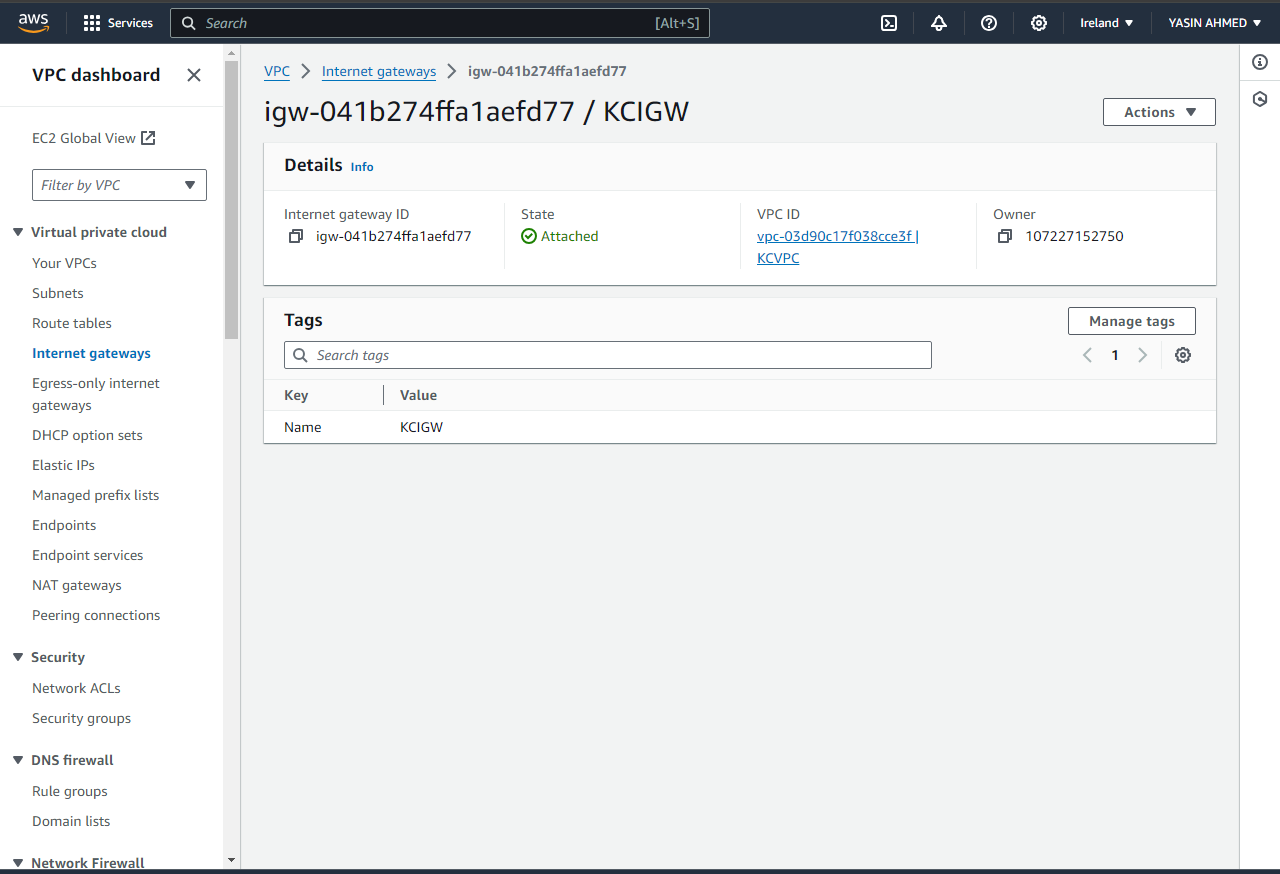 aws
Services
Search [Alt+S]
Ireland
YASIN AHMED
VPC dashboard
EC2 Global View
Filter by VPC
Virtual private cloud
Your VPCs
Subnets
Route tables
Internet gateways
Egress-only internet
gateways
DHCP option sets
Elastic IPs
Managed prefix lists
Endpoints
Endpoint services
NAT gateways
Peering connections
Security
Network ACLs
Security groups
DNS firewall
Rule groups
Domain lists
Network Firewall
VPC > Internet gateways > igw-041b274ffa1aefd77
igw-041b274ffa1aefd77 / KCIGW
Actions
Details Info
Internet gateway ID
igw-041b274ffa1aefd77
State
Attached
VPC ID
vpc-03d90c17f038cce3f |
KCVPC
Owner
107227152750
Tags
Manage tags
Search tags
1
Key Value
Name KCIGW